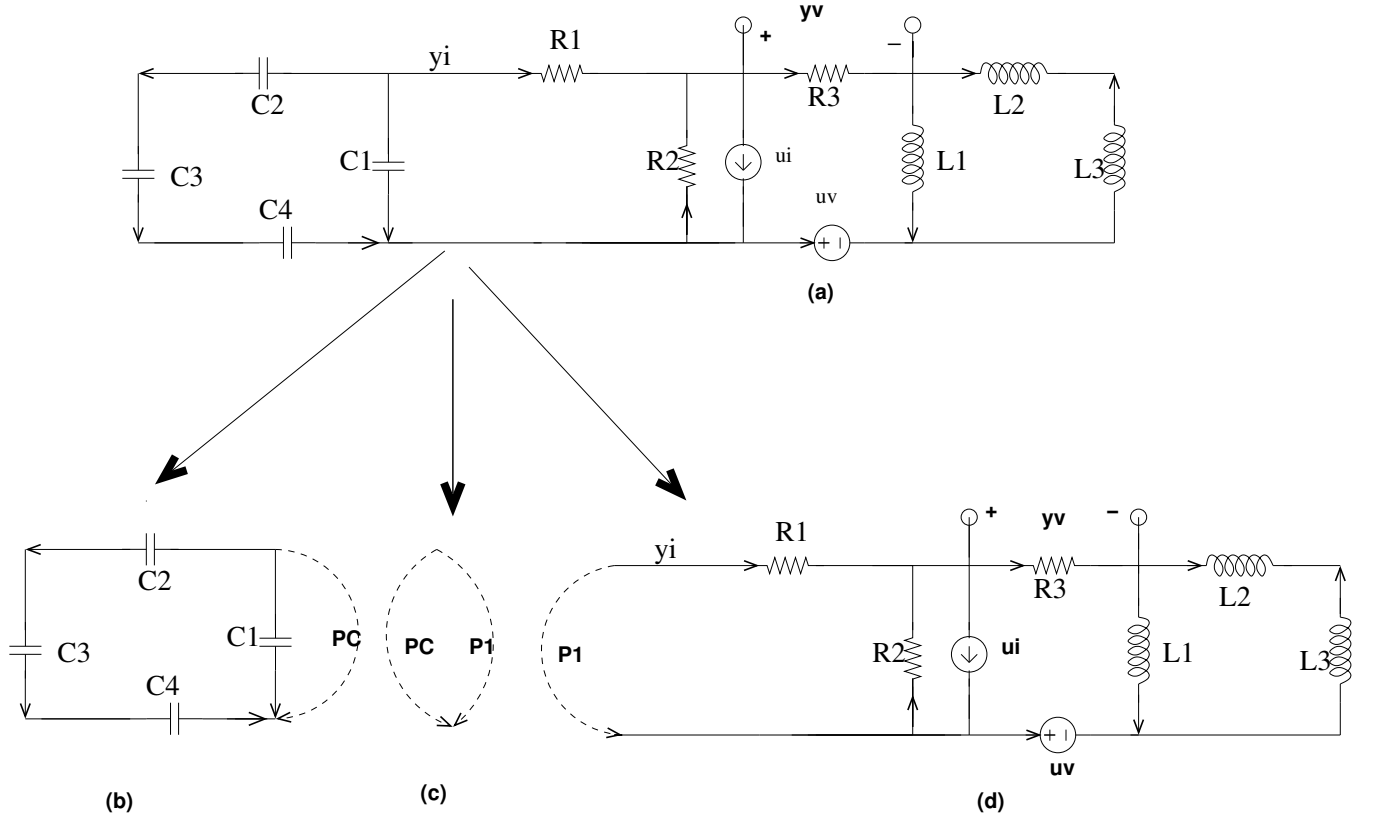 yv
+
−
R1
yi
C2
R3
L2
C3
C1
R2
ui
L1
L3
C4
uv
+ −
(a)
+
yv
−
R1
yi
C2
R3
L2
C3
C1
PC
PC
P1
P1
R2
ui
L1
L3
C4
+ −
uv
(b)
(c)
(d)